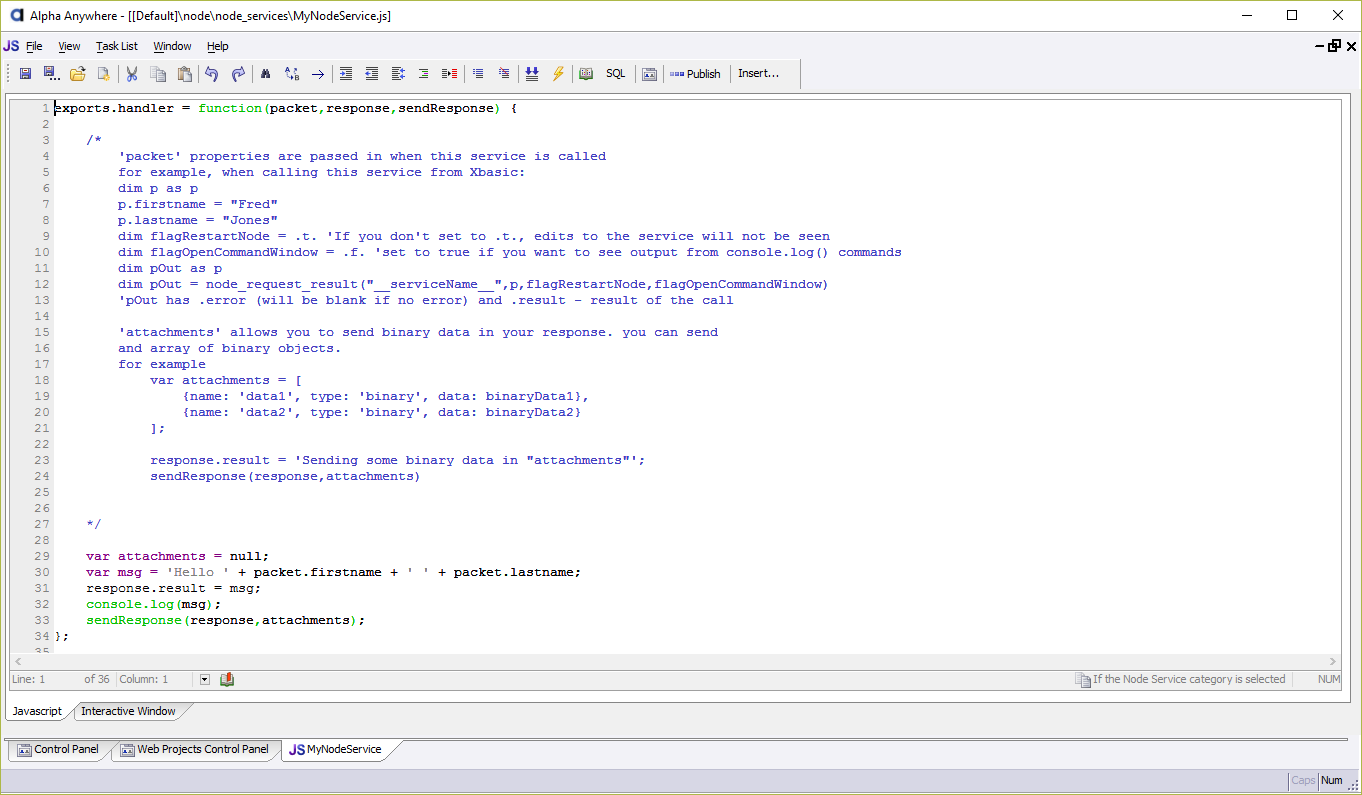 Alpha Anywhere - [[Default]\node\node_services\MyNodeService.js]
JS File View Task List Window Help
SQL Publish Insert...
1 exports.handler = function(packet,response,sendResponse) {
2
3 /*
4 'packet' properties are passed in when this service is called
5 for example, when calling this service from Xbasic:
6 dim p as p
7 p.firstname = "Fred"
8 p.lastname = "Jones"
9 dim flagRestartNode = .t. 'If you don't set to .t., edits to the service will not be seen
10 dim flagOpenCommandWindow = .f. 'set to true if you want to see output from console.log() commands
11 dim pOut as p
12 dim pOut = node_request_result("__serviceName__",p,flagRestartNode,flagOpenCommandWindow)
13 'pOut has .error (will be blank if no error) and .result - result of the call
14
15 'attachments' allows you to send binary data in your response. you can send
16 and array of binary objects.
17 for example
18 var attachments = [
19 {name: 'data1', type: 'binary', data: binaryData1},
20 {name: 'data2', type: 'binary', data: binaryData2}
21 ];
22
23 response.result = 'Sending some binary data in "attachments"';
24 sendResponse(response,attachments)
25
26
27 */
28
29 var attachments = null;
30 var msg = 'Hello ' + packet.firstname + ' ' + packet.lastname;
31 response.result = msg;
32 console.log(msg);
33 sendResponse(response,attachments);
34 };
35
Line: 1 of 36 Column: 1 If the Node Service category is selected NUM
Javascript Interactive Window
Control Panel Web Projects Control Panel JS MyNodeService
Caps Num